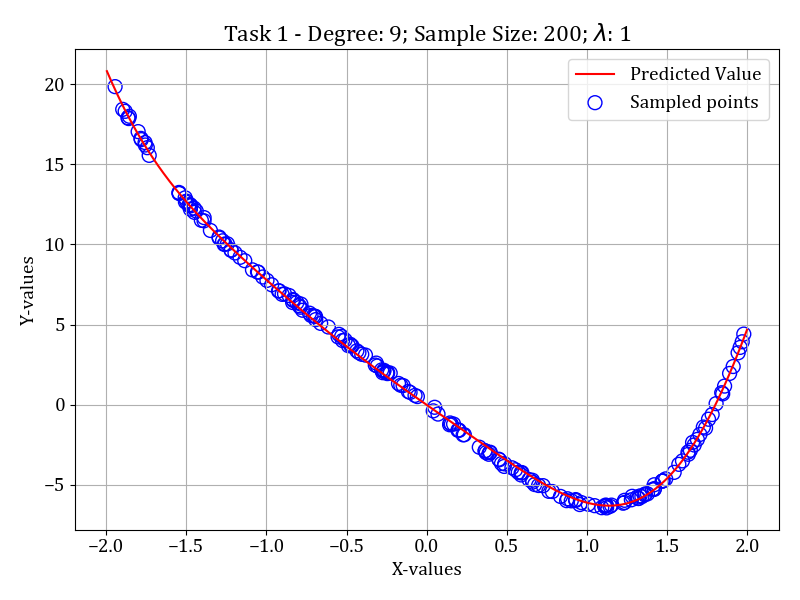 Task 1 - Degree: 9; Sample Size: 200; λ: 1
Predicted Value
Sampled points
Y-values
20
15
10
5
0
−5
−2.0 −1.5 −1.0 −0.5 0.0 0.5 1.0 1.5 2.0
X-values